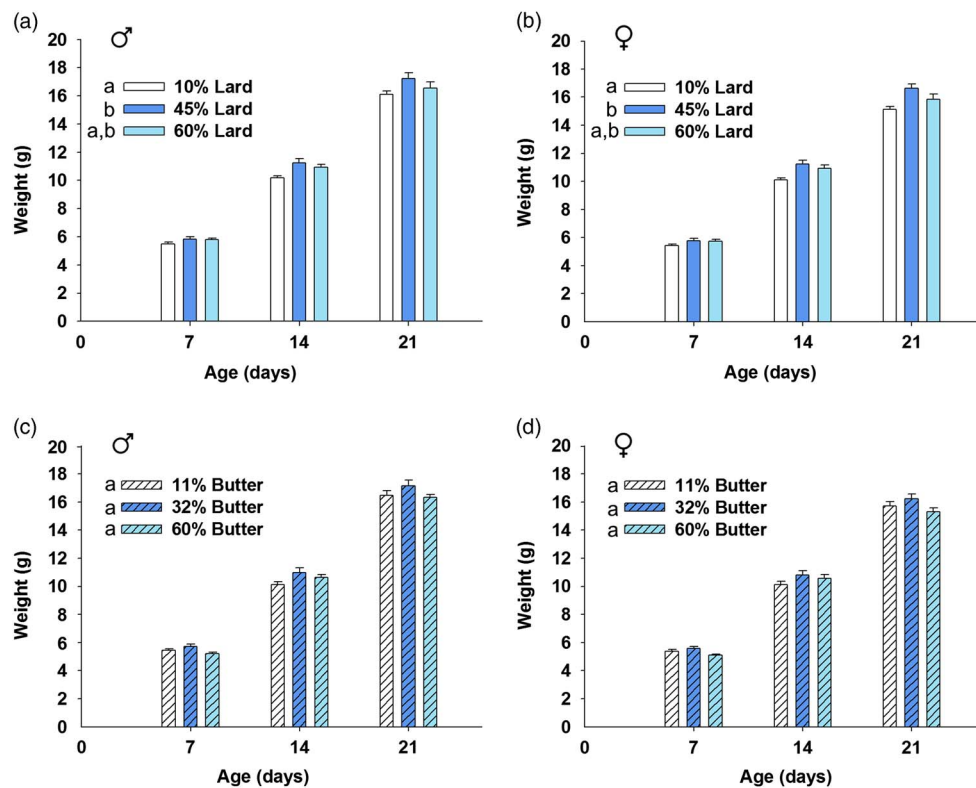 (a)
♂
a 10% Lard
b 45% Lard
a,b 60% Lard
Weight (g)
20
18
16
14
12
10
8
6
4
2
0
0 7 14 21
Age (days)
(b)
♀
a 10% Lard
b 45% Lard
a,b 60% Lard
Weight (g)
20
18
16
14
12
10
8
6
4
2
0
0 7 14 21
Age (days)
(c)
♂
a 11% Butter
a 32% Butter
a 60% Butter
Weight (g)
20
18
16
14
12
10
8
6
4
2
0
0 7 14 21
Age (days)
(d)
♀
a 11% Butter
a 32% Butter
a 60% Butter
Weight (g)
20
18
16
14
12
10
8
6
4
2
0
0 7 14 21
Age (days)